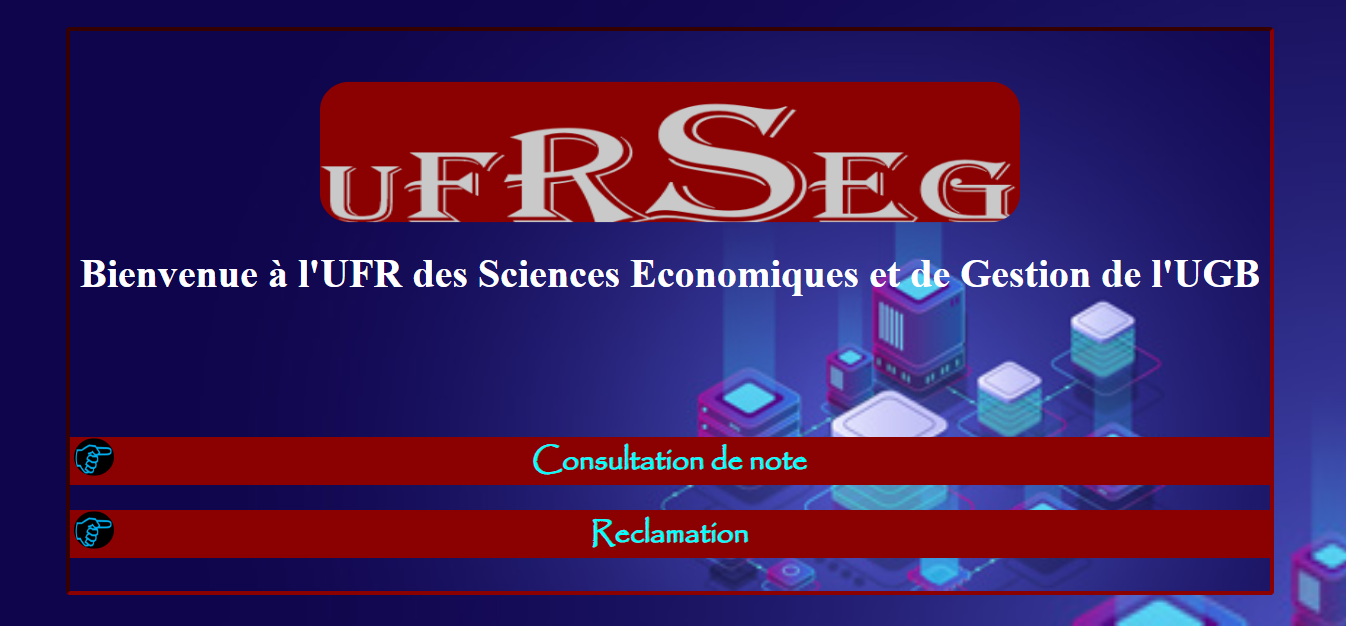 UFRSEG
Bienvenue à l'UFR des Sciences Economiques et de Gestion de l'UGB
Consultation de note
Reclamation